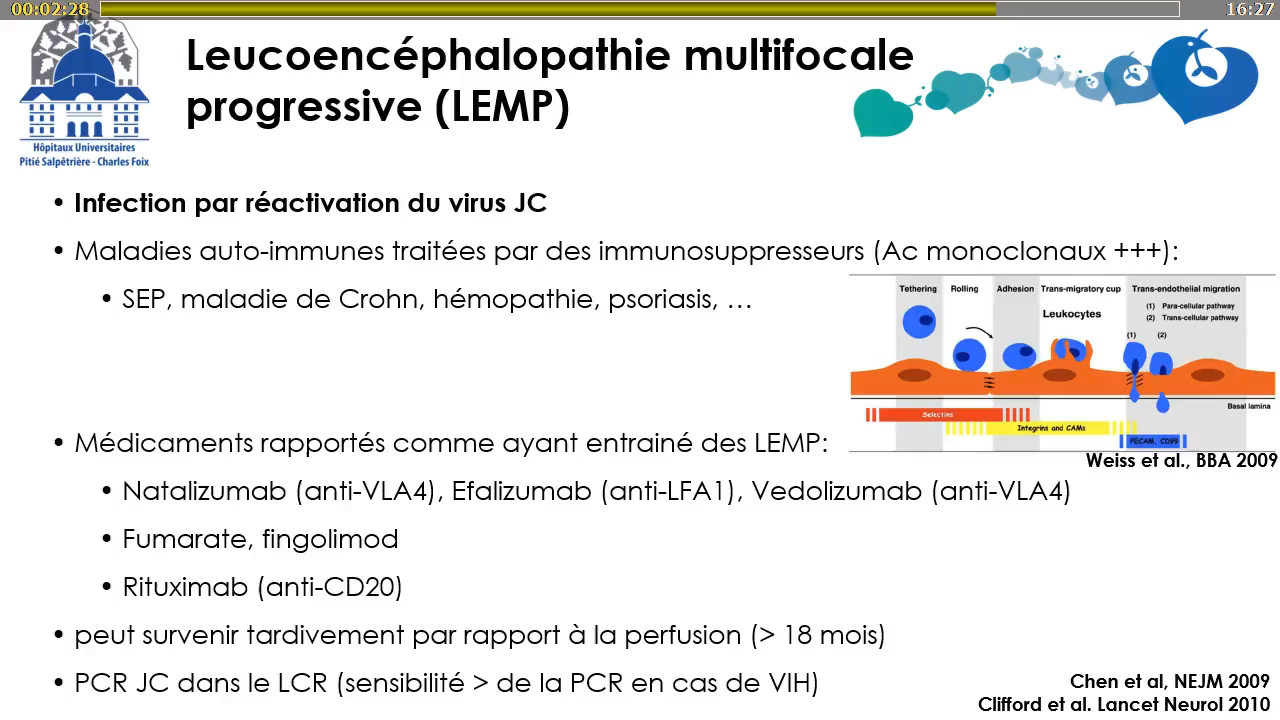 00:02:28
16:27
Leucoencéphalopathie multifocale
progressive (LEMP)
Hôpitaux Universitaires
Pitié Salpêtrière - Charles Foix
• Infection par réactivation du virus JC
• Maladies auto-immunes traitées par des immunosuppresseurs (Ac monoclonaux +++):
• SEP, maladie de Crohn, hémopathie, psoriasis, …
Tethering
Rolling
Adhesion
Trans-migratory cup
Trans-endothelial migration
(1) Para-cellular pathway
(2) Trans-cellular pathway
Leukocytes
(1)
(2)
Basal lamina
Selectins
Integrins and CAMs
PECAM, CD99
Weiss et al., BBA 2009
• Médicaments rapportés comme ayant entrainé des LEMP:
• Natalizumab (anti-VLA4), Efalizumab (anti-LFA1), Vedolizumab (anti-VLA4)
• Fumarate, fingolimod
• Rituximab (anti-CD20)
• peut survenir tardivement par rapport à la perfusion (> 18 mois)
• PCR JC dans le LCR (sensibilité > de la PCR en cas de VIH)
Chen et al, NEJM 2009
Clifford et al. Lancet Neurol 2010